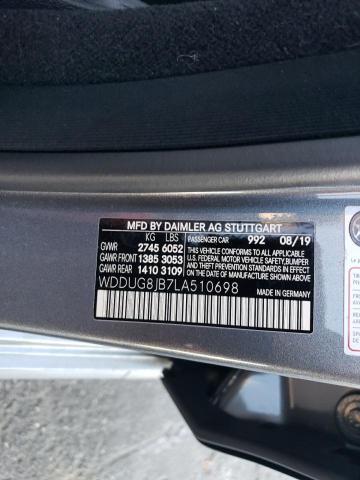 MFD BY DAIMLER AG STUTTGART
KG LBS
GVWR 2745 6052
GAWR FRONT 1385 3053
GAWR REAR 1410 3109
PASSENGER CAR 992 08/19
THIS VEHICLE CONFORMS TO ALL APPLICABLE
U.S. FEDERAL MOTOR VEHICLE SAFETY, BUMPER
AND THEFT PREVENTION STANDARDS IN EFFECT
ON THE DATE OF MANUFACTURE SHOWN ABOVE.
WDDUG8JB7LA510698
MADE IN GERMANY